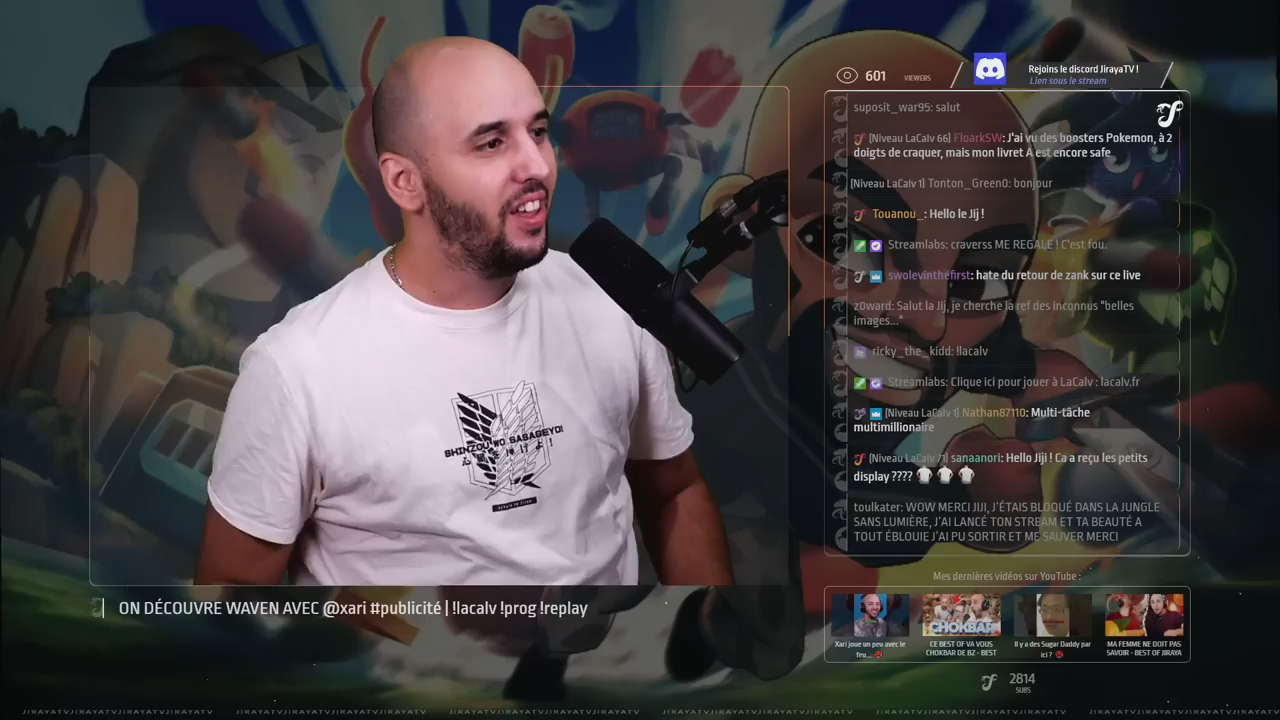 601
VIEWERS
Rejoins le discord JirayaTV !
Lien sous le stream
suposit_war95: salut
[Niveau LaCalv 66] FloarkSW: J'ai vu des boosters Pokemon, à 2
doigts de craquer, mais mon livret A est encore safe
[Niveau LaCalv 1] Tonton_Green0: bonjour
Touanou_: Hello le Jij !
Streamlabs: craverss ME REGALE ! C'est fou.
swolevinthefirst: hate du retour de zank sur ce live
z0ward: Salut la Jij, je cherche la ref des inconnus "belles
images..."
ricky_the_kidd: !lacalv
Streamlabs: Clique ici pour jouer à LaCalv : lacalv.fr
[Niveau LaCalv 1] Nathan87110: Multi-tâche
multimillionaire
[Niveau LaCalv 71] sanaanori: Hello Jiji ! Ca a reçu les petits
display ????
toulkater: WOW MERCI JIJI, J'ÉTAIS BLOQUÉ DANS LA JUNGLE
SANS LUMIÈRE, J'AI LANCÉ TON STREAM ET TA BEAUTÉ A
TOUT ÉBLOUIE J'AI PU SORTIR ET ME SAUVER MERCI
SHINZOU WO SASAGEYO!
ON DÉCOUVRE WAVEN AVEC @xari #publicité | !lacalv !prog !replay
Mes dernières vidéos sur YouTube :
CHOKBAR
Xari joue un peu avec le
feu...
CE BEST OF VA VOUS
CHOKBAR DE BZ - BEST
Il y a des Sugar Daddy par
ici ?
MA FEMME NE DOIT PAS
SAVOIR - BEST OF JIRAYA
2814
SUBS
JIRAYATVJIRAYATVJIRAYATVJIRAYATV